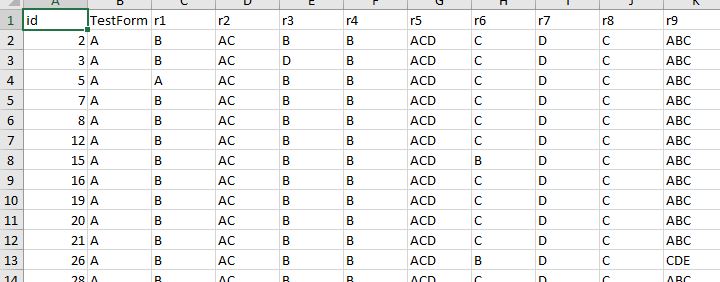 A B C D E F G H I J K
1 id TestForm r1 r2 r3 r4 r5 r6 r7 r8 r9
2 2 A B AC B B ACD C D C ABC
3 3 A B AC D B ACD C D C ABC
4 5 A A AC B B ACD C D C ABC
5 7 A B AC B B ACD C D C ABC
6 8 A B AC B B ACD C D C ABC
7 12 A B AC B B ACD C D C ABC
8 15 A B AC B B ACD B D C ABC
9 16 A B AC B B ACD C D C ABC
10 19 A B AC B B ACD C D C ABC
11 20 A B AC B B ACD C D C ABC
12 21 A B AC B B ACD C D C ABC
13 26 A B AC B B ACD B D C CDE
14 28 A B AC B B ACD C D C ABC